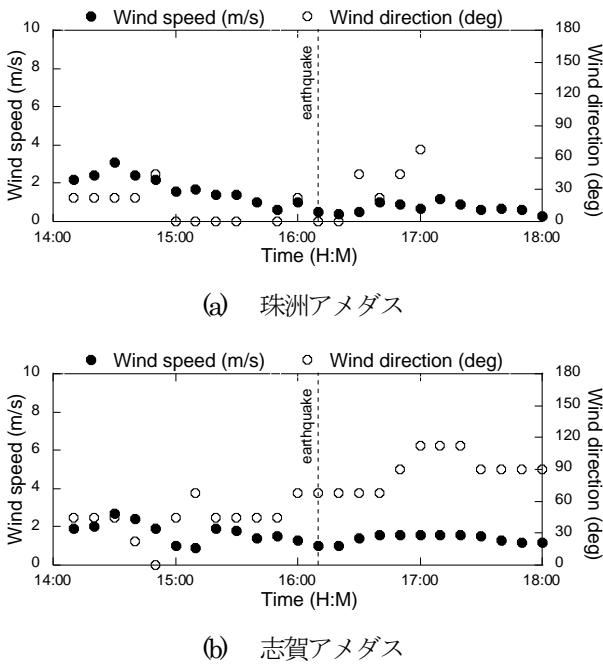 ● Wind speed (m/s) ○ Wind direction (deg)
10
8
6
4
2
0
Wind speed (m/s)
earthquake
180
150
120
90
60
30
0
Wind direction (deg)
14:00 15:00 16:00 17:00 18:00
Time (H:M)
(a) 珠洲アメダス
● Wind speed (m/s) ○ Wind direction (deg)
10
8
6
4
2
0
Wind speed (m/s)
earthquake
180
150
120
90
60
30
0
Wind direction (deg)
14:00 15:00 16:00 17:00 18:00
Time (H:M)
(b) 志賀アメダス